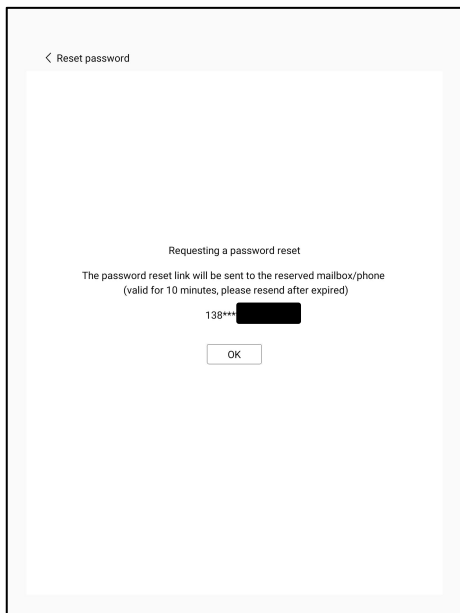 Reset password
Requesting a password reset
The password reset link will be sent to the reserved mailbox/phone
(valid for 10 minutes, please resend after expired)
138***
OK